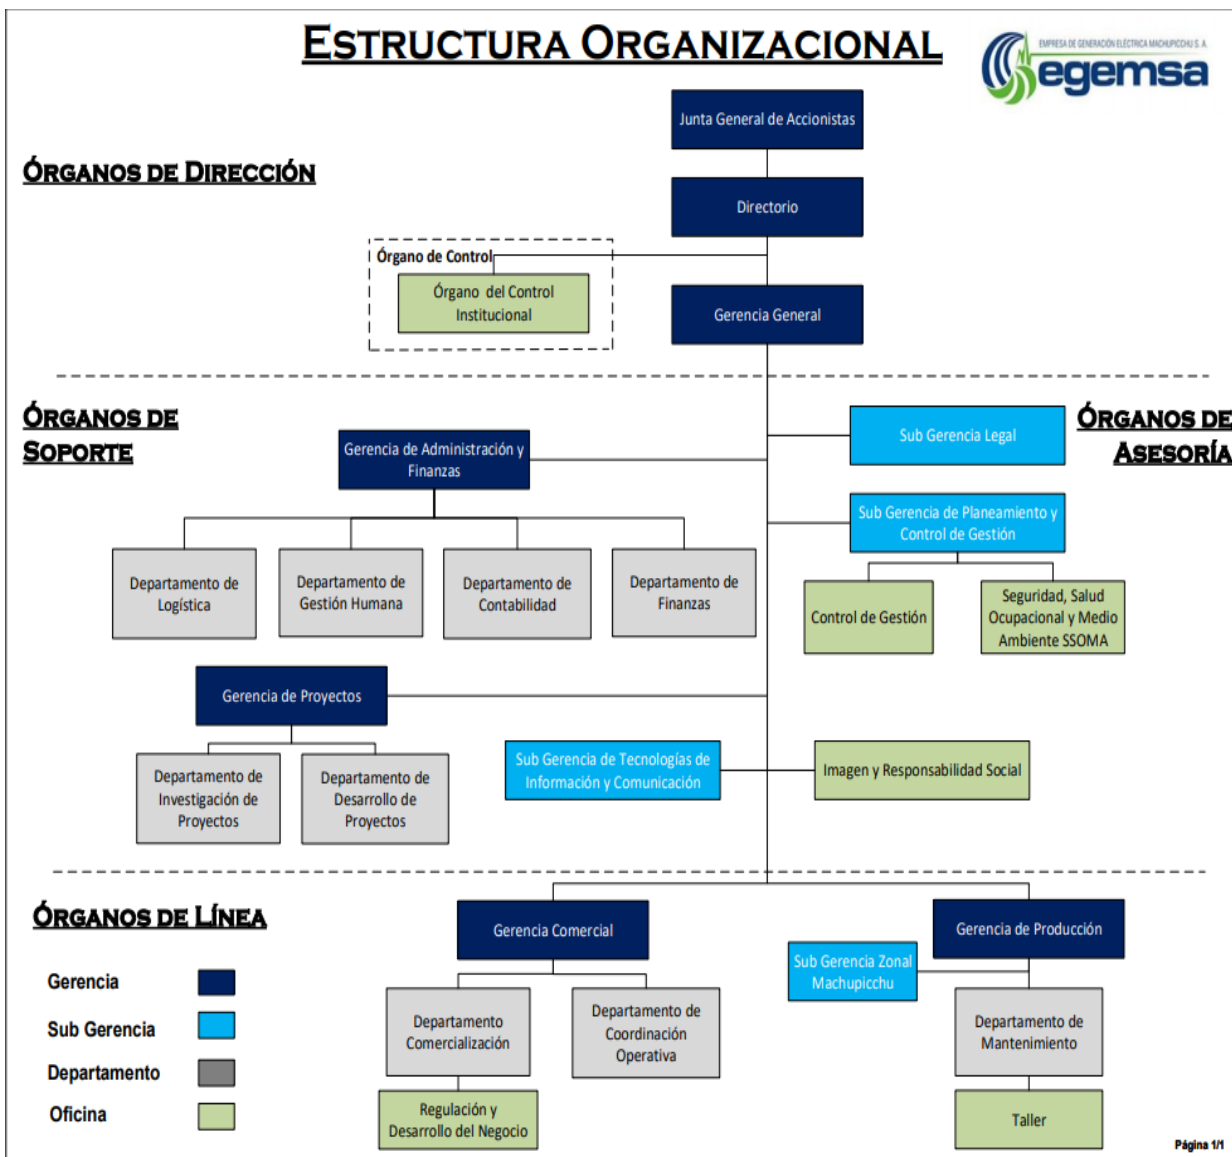 ESTRUCTURA ORGANIZACIONAL
EMPRESA DE GENERACIÓN ELÉCTRICA MACHUPICCHU S. A.
egemsa
Junta General de Accionistas
ÓRGANOS DE DIRECCIÓN
Directorio
Órgano de Control
Órgano del Control
Institucional
Gerencia General
ÓRGANOS DE
SOPORTE
ÓRGANOS DE
ASESORÍA
Sub Gerencia Legal
Gerencia de Administración y
Finanzas
Sub Gerencia de Planeamiento y
Control de Gestión
Departamento de
Logística
Departamento de
Gestión Humana
Departamento de
Contabilidad
Departamento de
Finanzas
Control de Gestión
Seguridad, Salud
Ocupacional y Medio
Ambiente SSOMA
Gerencia de Proyectos
Departamento de
Investigación de
Proyectos
Departamento de
Desarrollo de
Proyectos
Sub Gerencia de Tecnologías de
Información y Comunicación
Imagen y Responsabilidad Social
ÓRGANOS DE LÍNEA
Gerencia Comercial
Gerencia de Producción
Sub Gerencia Zonal
Machupicchu
Departamento
Comercialización
Departamento de
Coordinación
Operativa
Departamento de
Mantenimiento
Regulación y
Desarrollo del Negocio
Taller
Gerencia
Sub Gerencia
Departamento
Oficina
Página 1/1